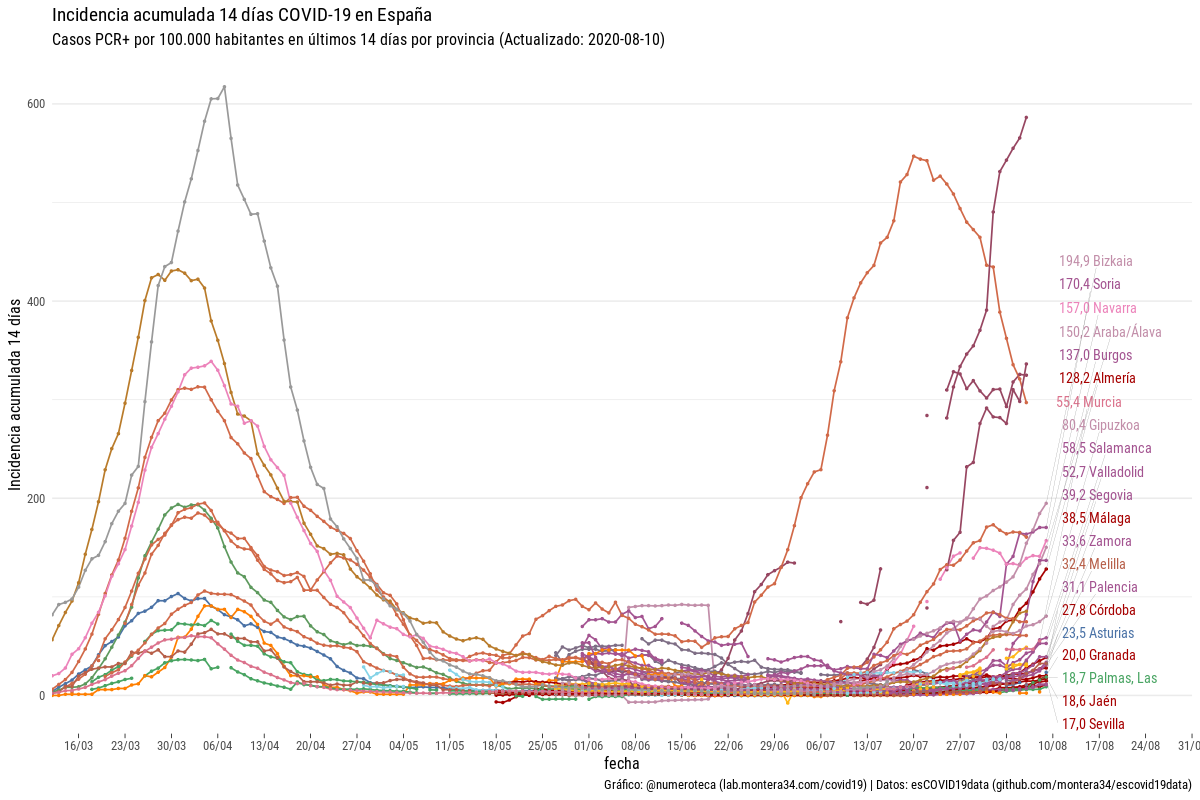 Incidencia acumulada 14 días COVID-19 en España
Casos PCR+ por 100.000 habitantes en últimos 14 días por provincia (Actualizado: 2020-08-10)
Incidencia acumulada 14 días
600
400
200
0
194,9 Bizkaia
170,4 Soria
157,0 Navarra
150,2 Araba/Álava
137,0 Burgos
128,2 Almería
55,4 Murcia
80,4 Gipuzkoa
58,5 Salamanca
52,7 Valladolid
39,2 Segovia
38,5 Málaga
33,6 Zamora
32,4 Melilla
31,1 Palencia
27,8 Córdoba
23,5 Asturias
20,0 Granada
18,7 Palmas, Las
18,6 Jaén
17,0 Sevilla
16/03 23/03 30/03 06/04 13/04 20/04 27/04 04/05 11/05 18/05 25/05 01/06 08/06 15/06 22/06 29/06 06/07 13/07 20/07 27/07 03/08 10/08 17/08 24/08 31/0
fecha
Gráfico: @numeroteca (lab.montera34.com/covid19) | Datos: esCOVID19data (github.com/montera34/escovid19data)